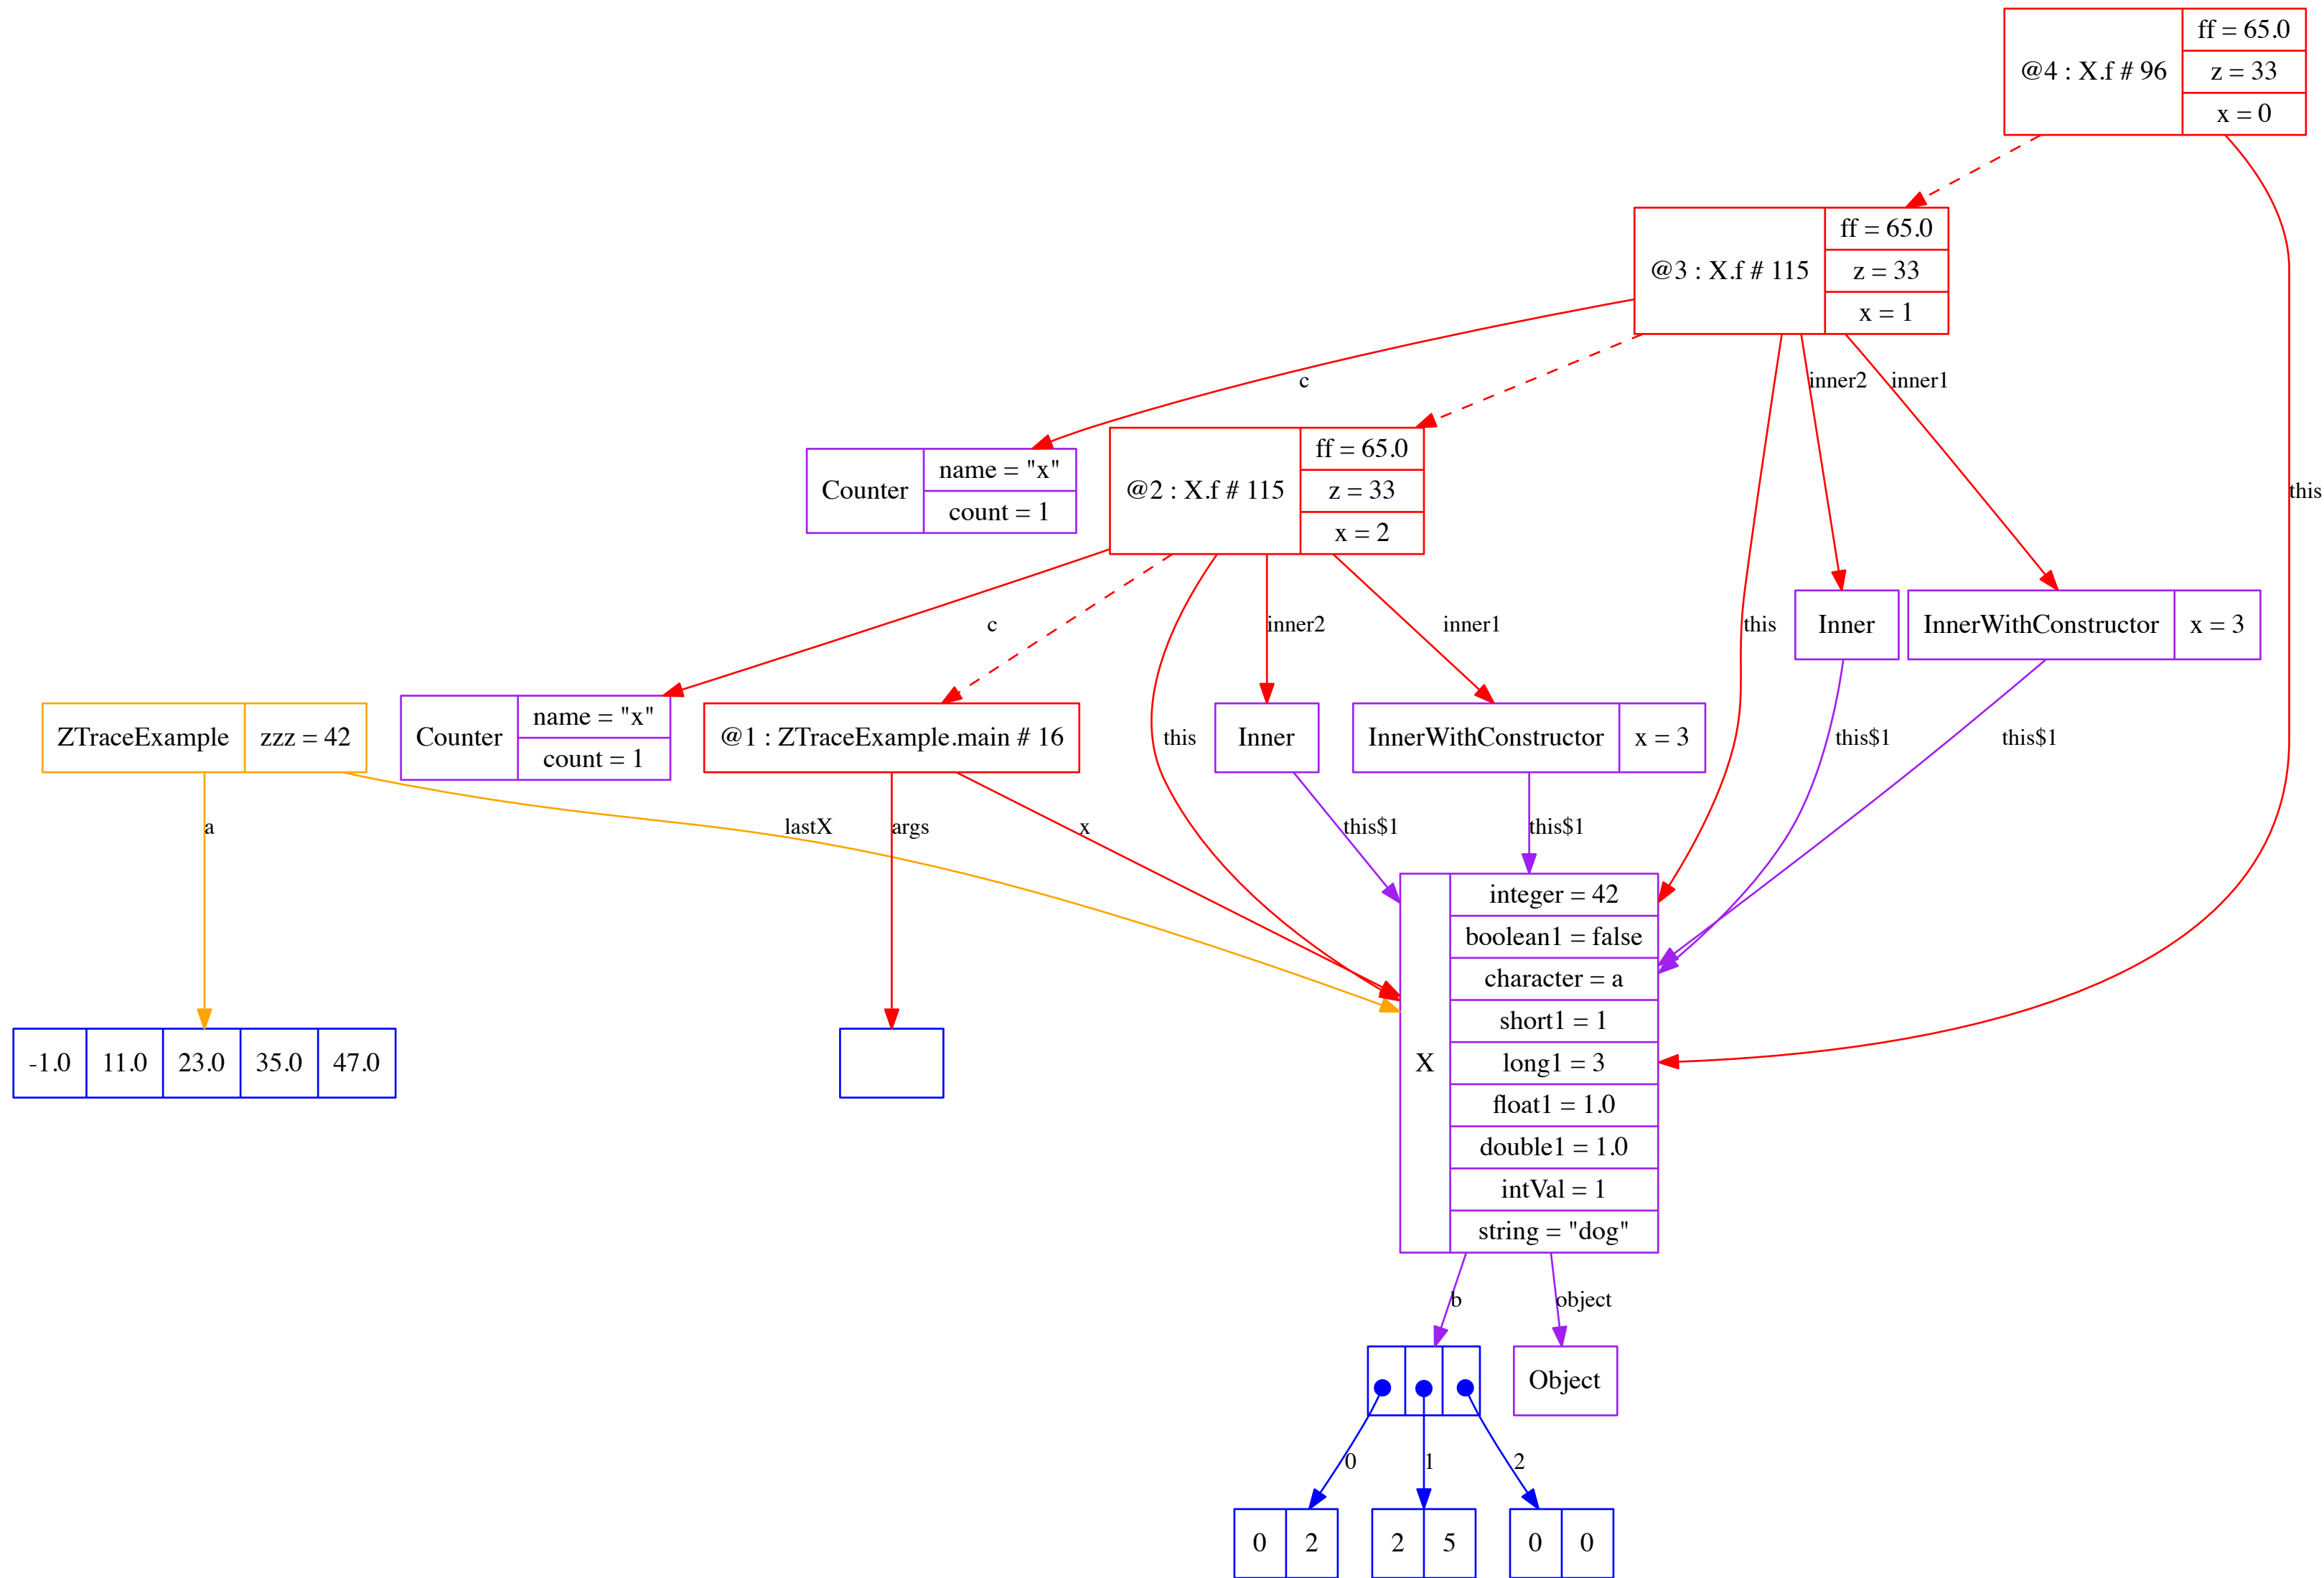 @4 : X.f # 96
ff = 65.0
z = 33
x = 0
@3 : X.f # 115
ff = 65.0
z = 33
x = 1
c
inner2
inner1
Counter
name = "x"
count = 1
@2 : X.f # 115
ff = 65.0
z = 33
x = 2
this
c
inner2
inner1
this
Inner
InnerWithConstructor
x = 3
ZTraceExample
zzz = 42
Counter
name = "x"
count = 1
@1 : ZTraceExample.main # 16
this
Inner
InnerWithConstructor
x = 3
this$1
this$1
a
lastX
args
x
this$1
this$1
X
integer = 42
boolean1 = false
character = a
short1 = 1
long1 = 3
float1 = 1.0
double1 = 1.0
intVal = 1
string = "dog"
-1.0
11.0
23.0
35.0
47.0
b
object
Object
0
1
2
0
2
2
5
0
0